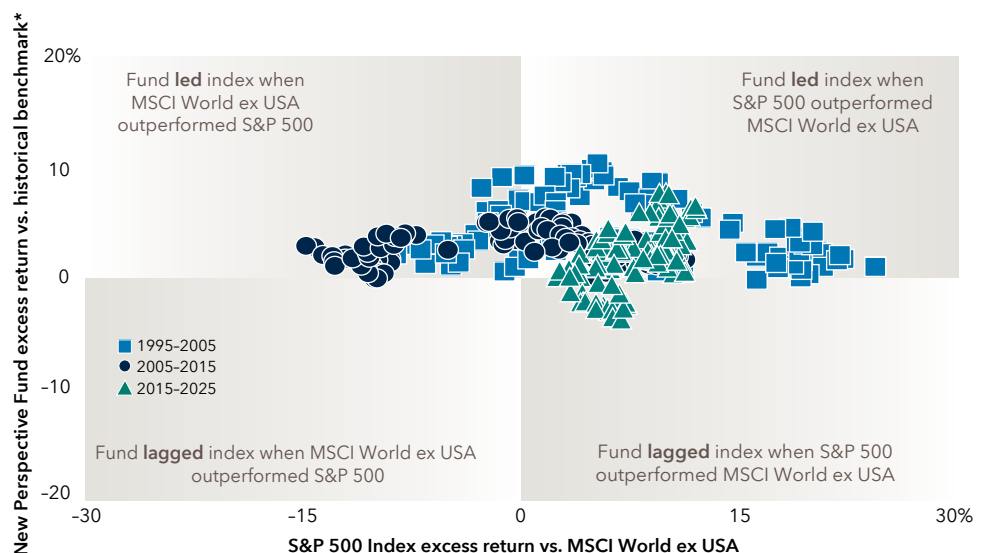 New Perspective Fund excess return vs. historical benchmark*
20%
10
0
–10
–20
Fund led index when
MSCI World ex USA
outperformed S&P 500
Fund led index when
S&P 500 outperformed
MSCI World ex USA
1995–2005
2005–2015
2015–2025
Fund lagged index when MSCI World ex USA
outperformed S&P 500
Fund lagged index when S&P 500
outperformed MSCI World ex USA
–30
–15
0
15
30%
S&P 500 Index excess return vs. MSCI World ex USA